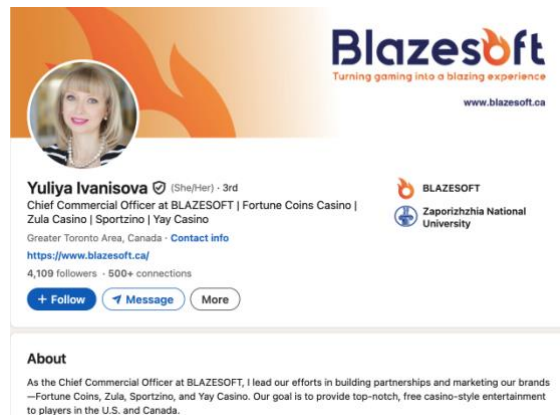 Blazesoft
Turning gaming into a blazing experience
www.blazesoft.ca
Yuliya Ivanisova (She/Her) · 3rd
Chief Commercial Officer at BLAZESOFT | Fortune Coins Casino |
Zula Casino | Sportzino | Yay Casino
Greater Toronto Area, Canada · Contact info
https://www.blazesoft.ca/
4,109 followers · 500+ connections
+ Follow
Message
More
BLAZESOFT
Zaporizhzhia National
University
About
As the Chief Commercial Officer at BLAZESOFT, I lead our efforts in building partnerships and marketing our brands
—Fortune Coins, Zula, Sportzino, and Yay Casino. Our goal is to provide top-notch, free casino-style entertainment
to players in the U.S. and Canada.